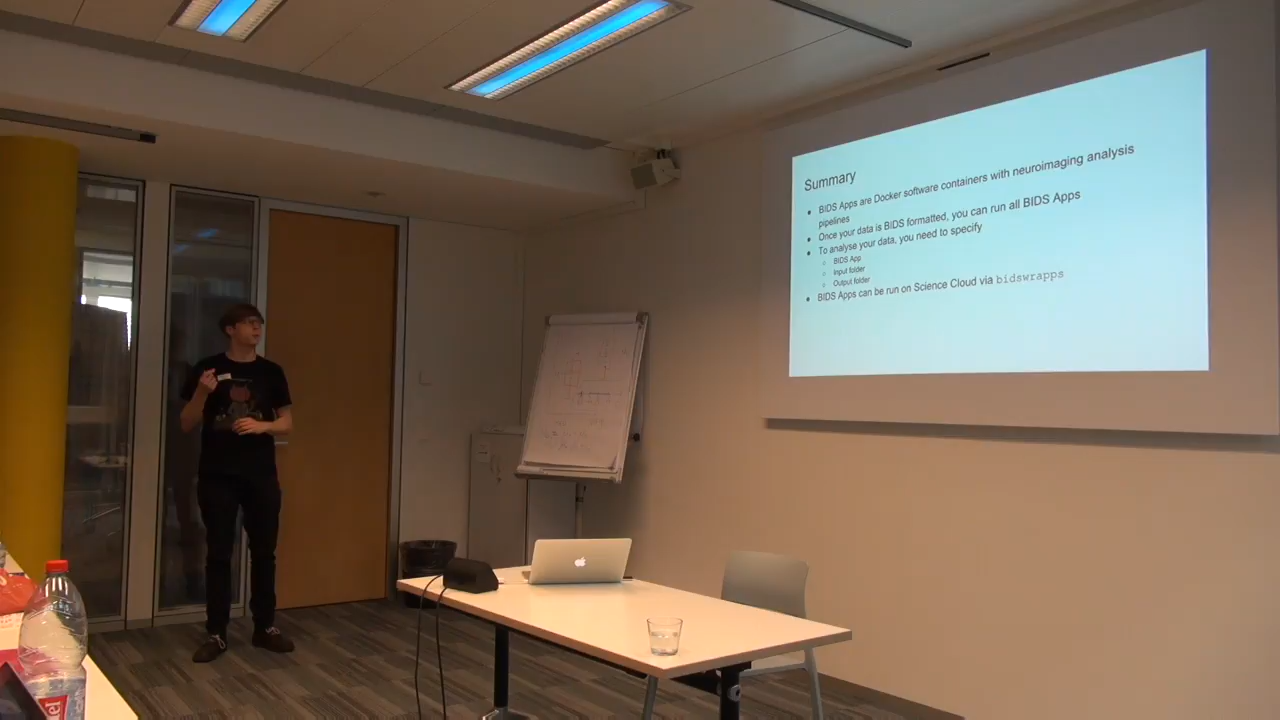 Summary
• BIDS Apps are Docker software containers with neuroimaging analysis
pipelines
• Once your data is BIDS formatted, you can run all BIDS Apps
• To analyse your data, you need to specify
○ BIDS App
○ Input folder
○ Output folder
• BIDS Apps can be run on Science Cloud via bidswrapps